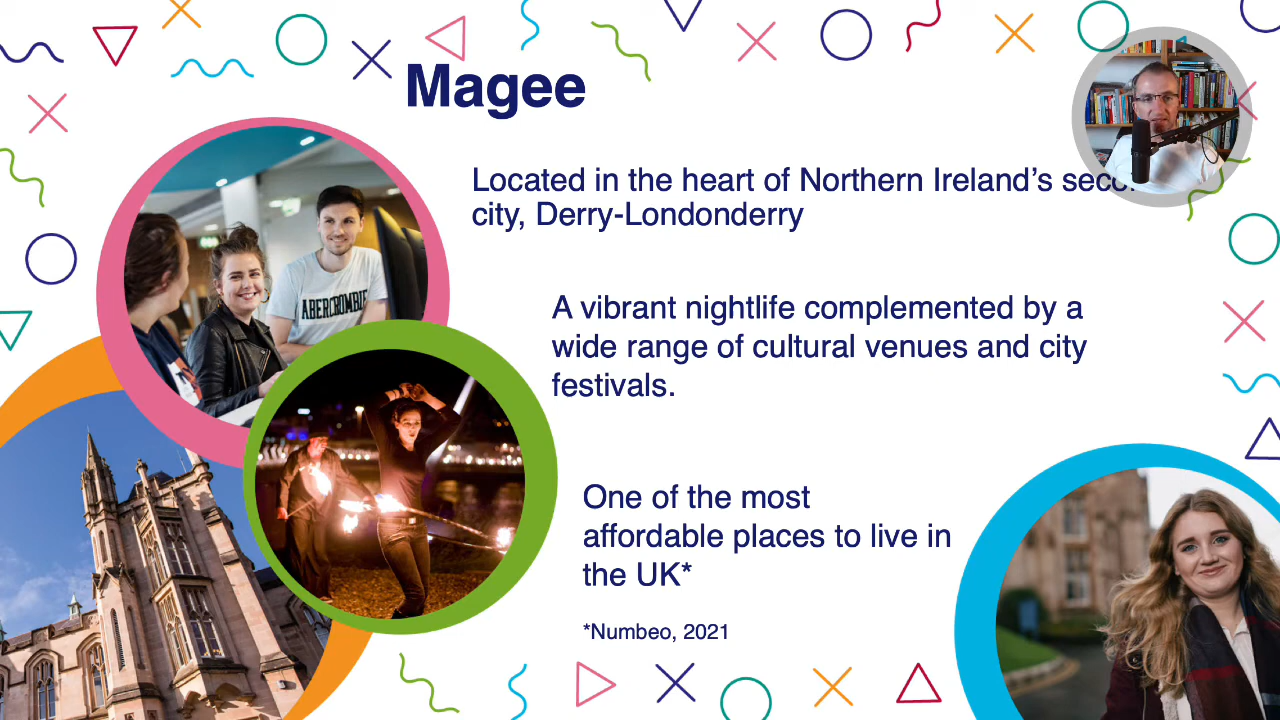 Magee
Located in the heart of Northern Ireland’s
city, Derry-Londonderry
ABERCROMBIE
A vibrant nightlife complemented by a
wide range of cultural venues and city
festivals.
One of the most
affordable places to live in
the UK*
*Numbeo, 2021